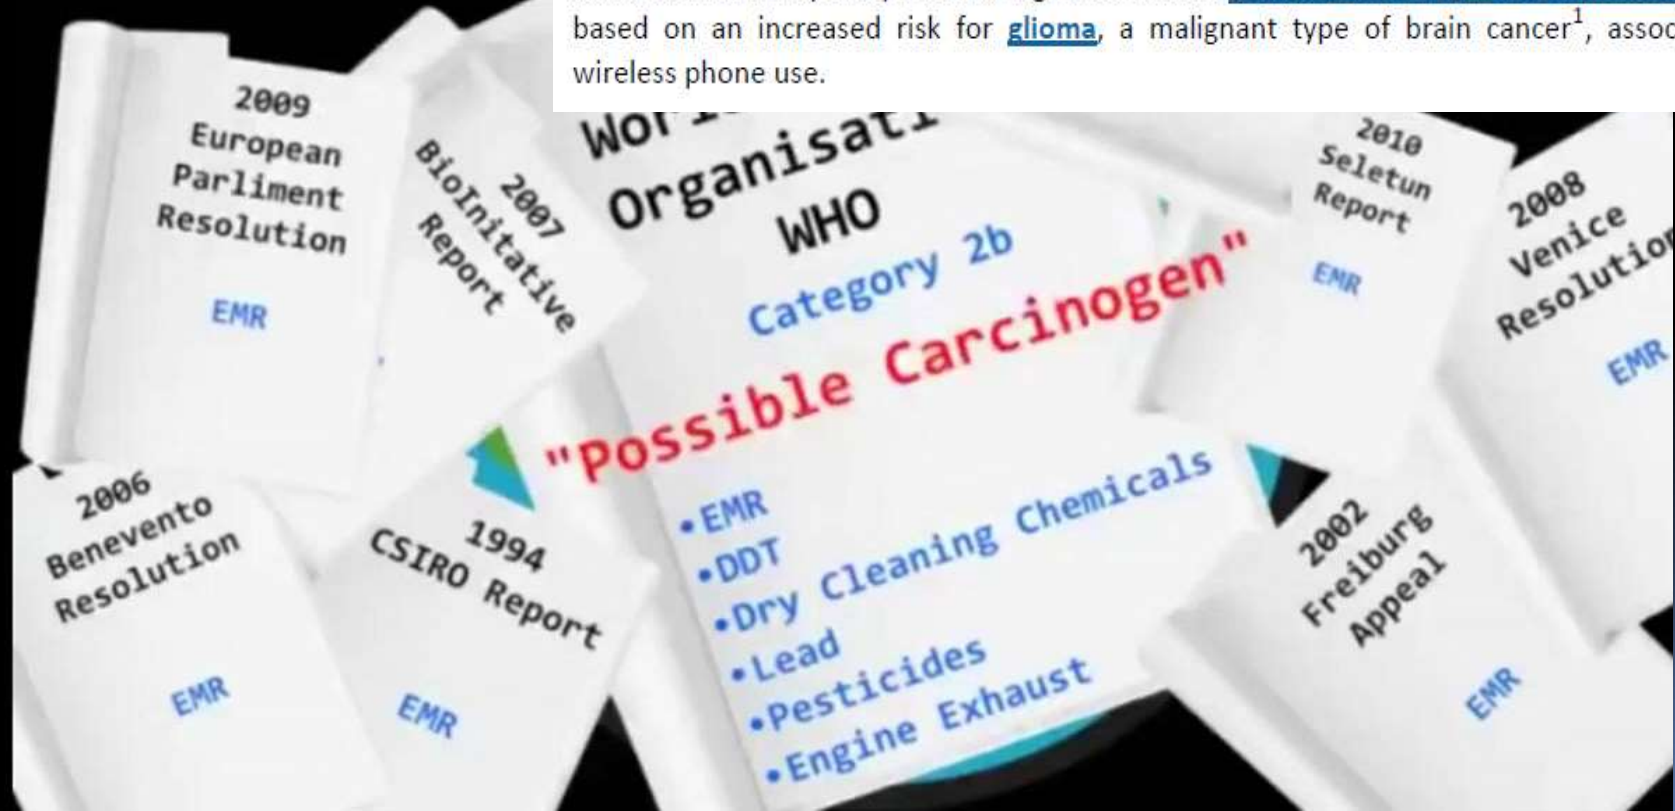 based on an increased risk for glioma, a malignant type of brain cancer1, assoc
wireless phone use.
2009
European
Parliment
Resolution
EMR
2007
BioInitative
Report
Organisati
WHO
Category 2b
"Possible Carcinogen"
•EMR
•DDT
•Dry Cleaning Chemicals
•Lead
•Pesticides
•Engine Exhaust
2010
Seletun
Report
EMR
2008
Venice
Resolution
EMR
2006
Benevento
Resolution
EMR
1994
CSIRO Report
EMR
2002
Freiburg
Appeal
EMR